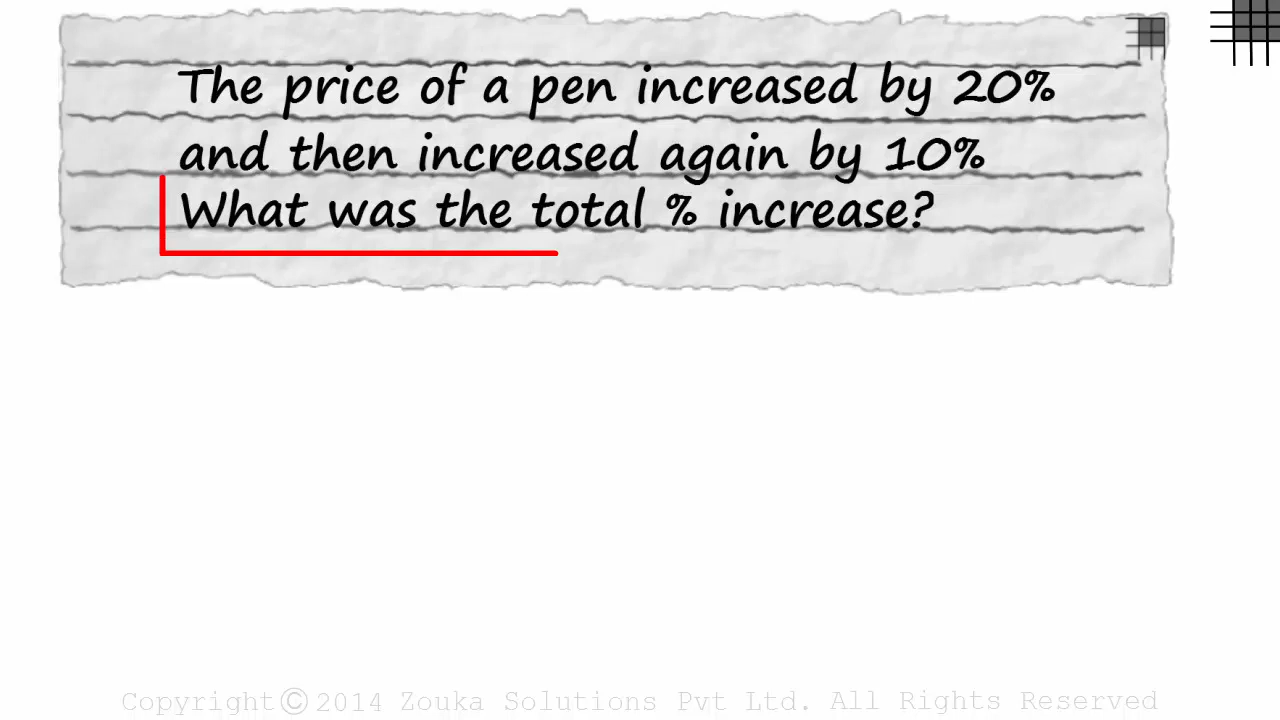 The price of a pen increased by 20%
and then increased again by 10%
What was the total % increase?
Copyright©2014 Zouka Solutions Pvt Ltd. All Rights Reserved